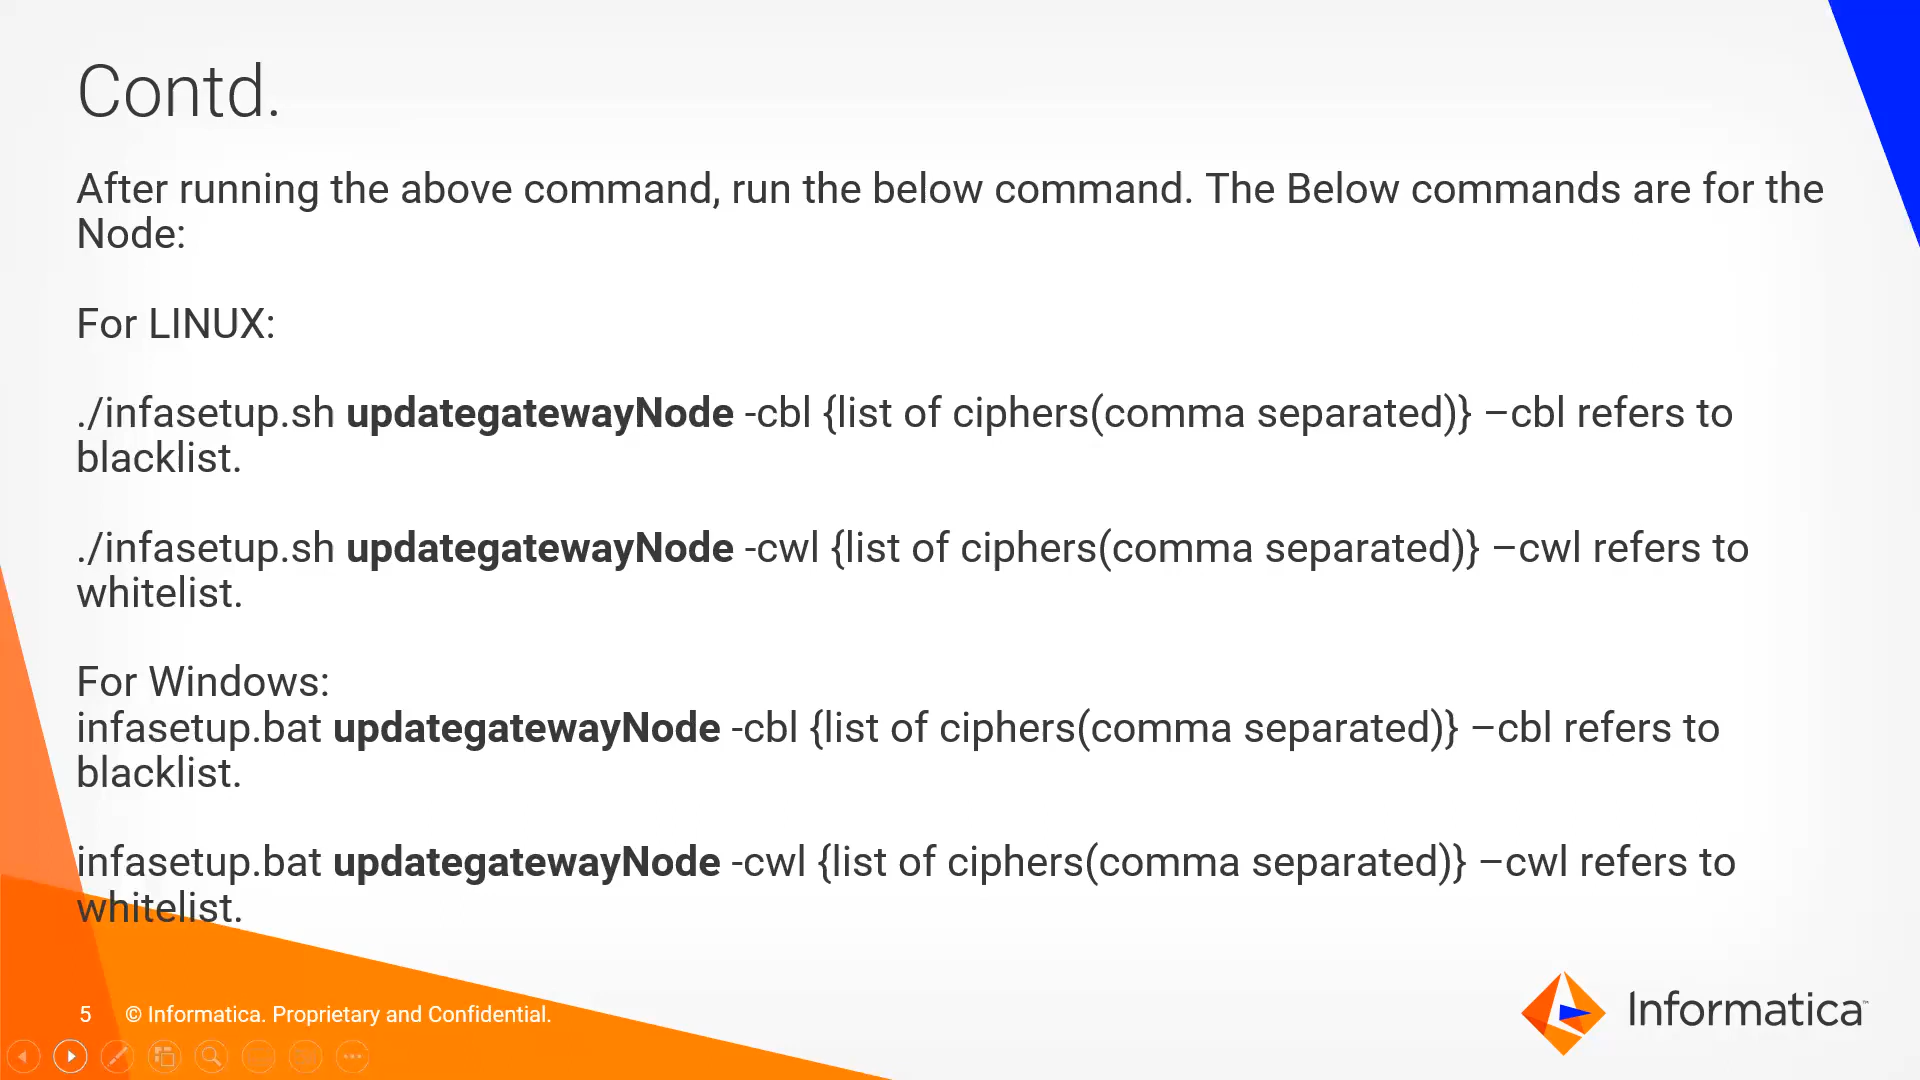 Contd.
After running the above command, run the below command. The Below commands are for the
Node:
For LINUX:
./infasetup.sh updategatewayNode -cbl {list of ciphers(comma separated)} –cbl refers to
blacklist.
./infasetup.sh updategatewayNode -cwl {list of ciphers(comma separated)} –cwl refers to
whitelist.
For Windows:
infasetup.bat updategatewayNode -cbl {list of ciphers(comma separated)} –cbl refers to
blacklist.
infasetup.bat updategatewayNode -cwl {list of ciphers(comma separated)} –cwl refers to
whitelist.
5 © Informatica. Proprietary and Confidential.
Informatica™